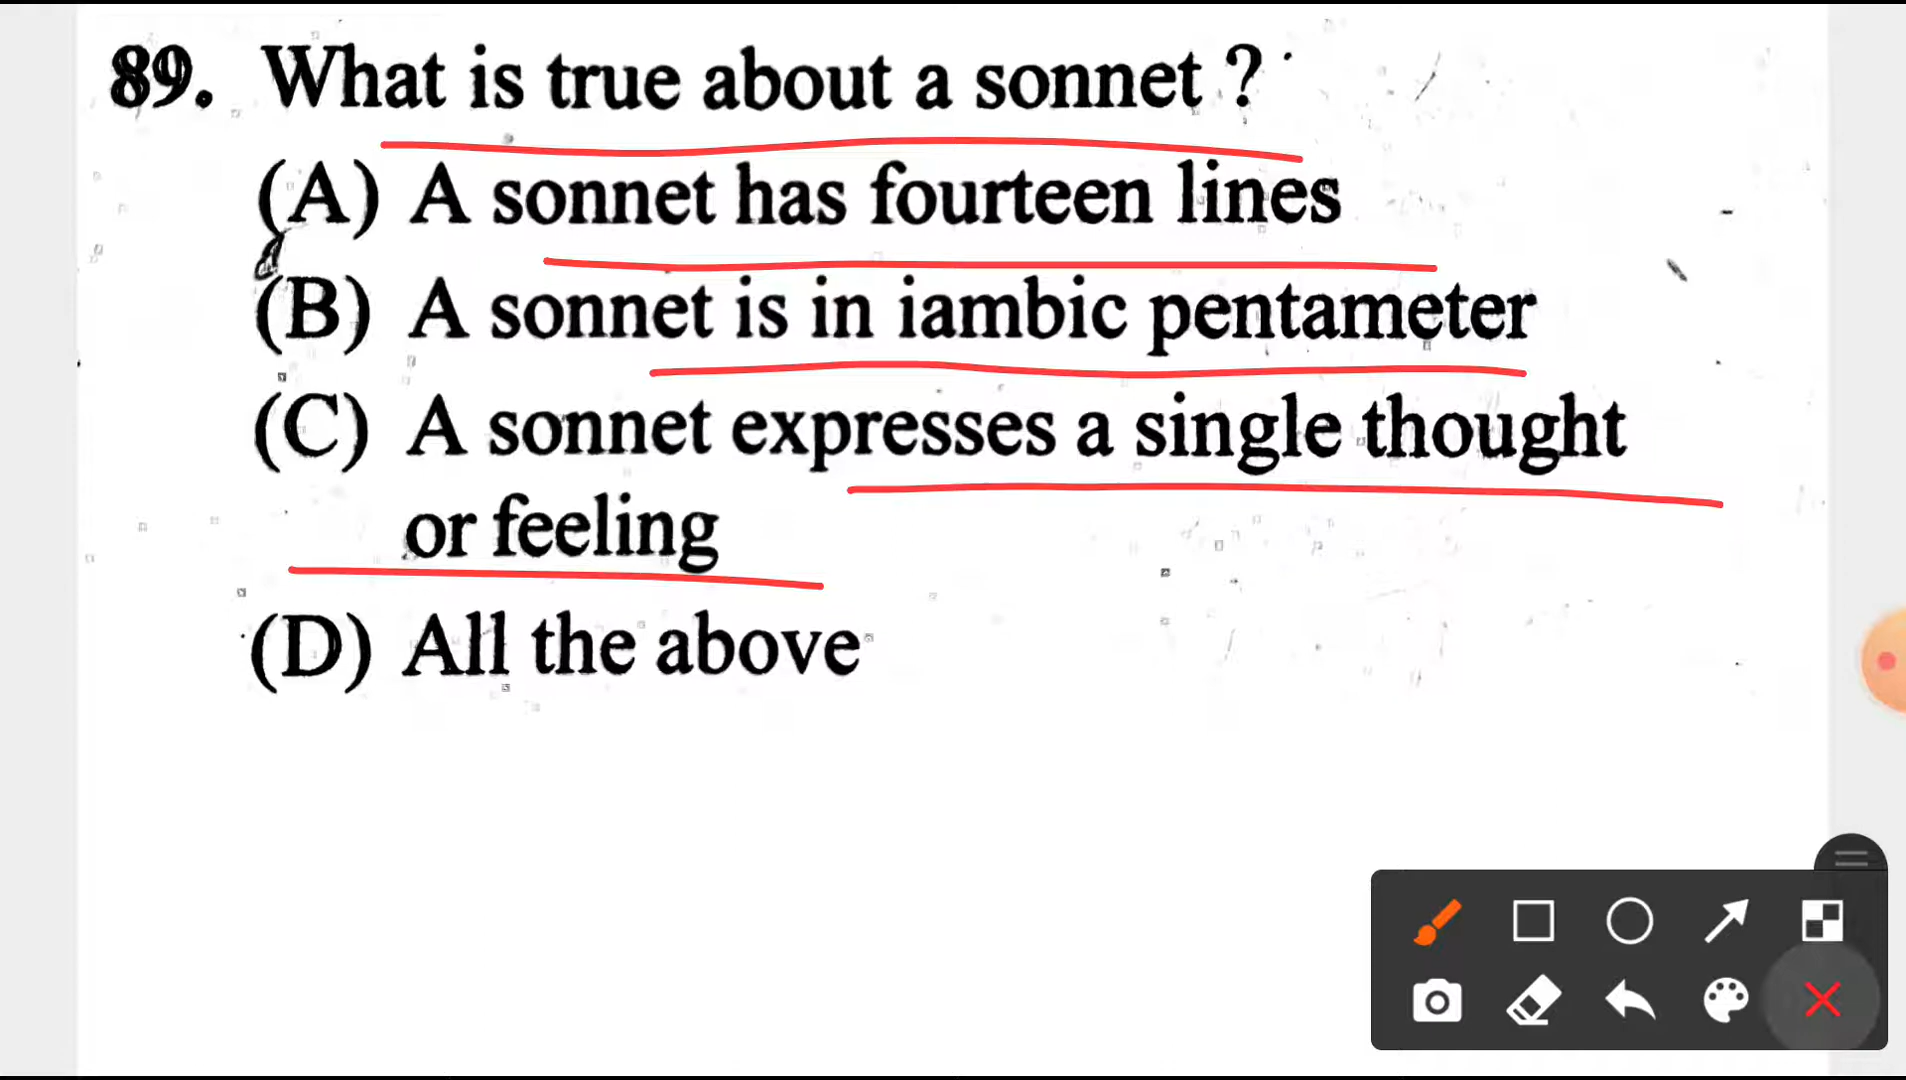 89. What is true about a sonnet ?
(A) A sonnet has fourteen lines
(B) A sonnet is in iambic pentameter
(C) A sonnet expresses a single thought
or feeling
(D) All the above